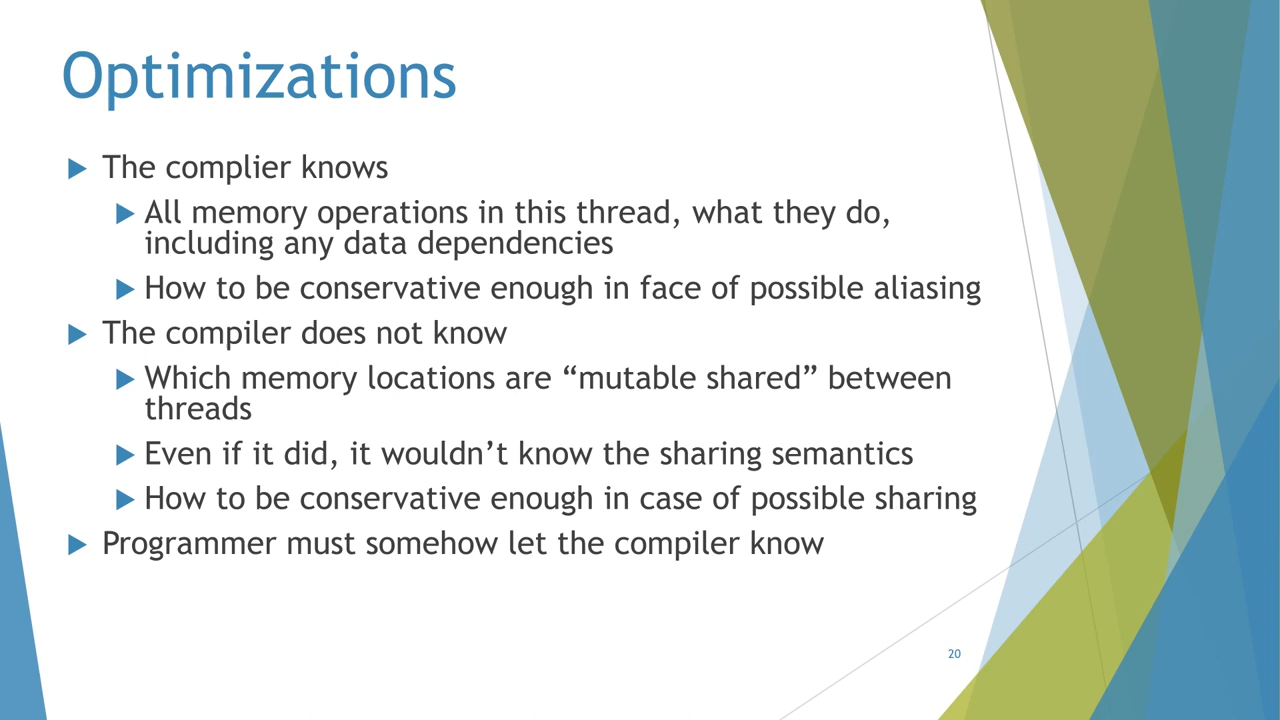 Optimizations
The complier knows
All memory operations in this thread, what they do,
including any data dependencies
How to be conservative enough in face of possible aliasing
The compiler does not know
Which memory locations are “mutable shared” between
threads
Even if it did, it wouldn’t know the sharing semantics
How to be conservative enough in case of possible sharing
Programmer must somehow let the compiler know
20